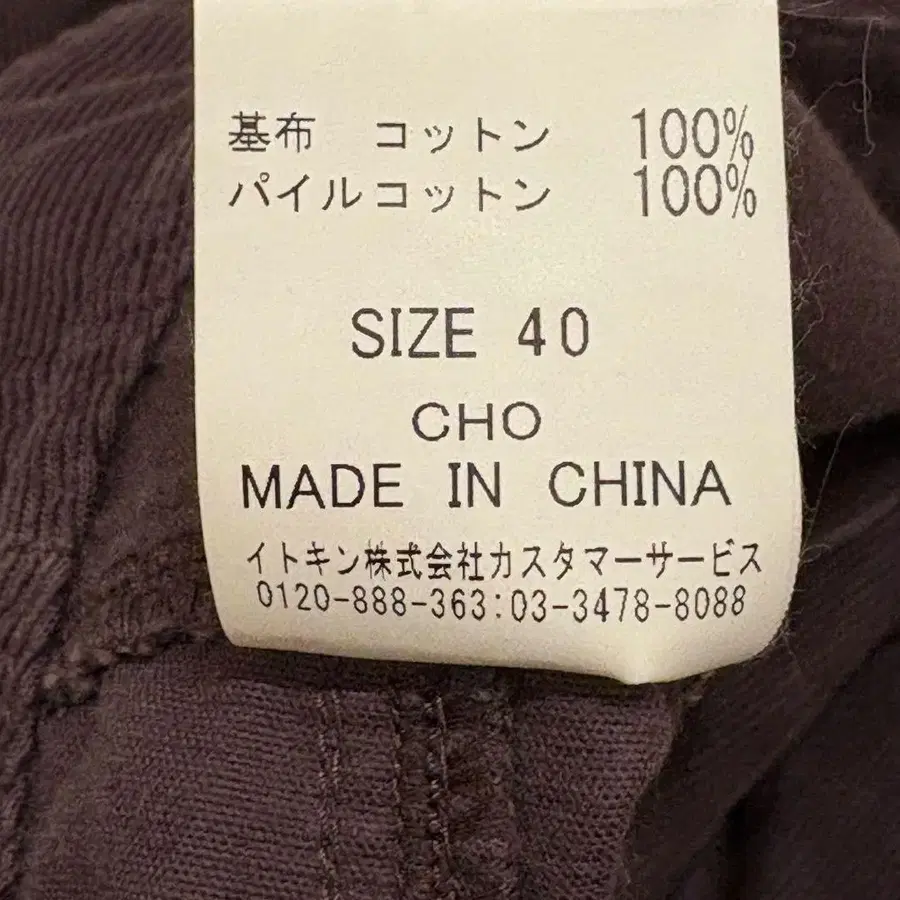 基布　コットン　100%
パイルコットン　100%
SIZE 40
CHO
MADE IN CHINA
イトキン株式会社カスタマーサービス
0120-888-363:03-3478-8088